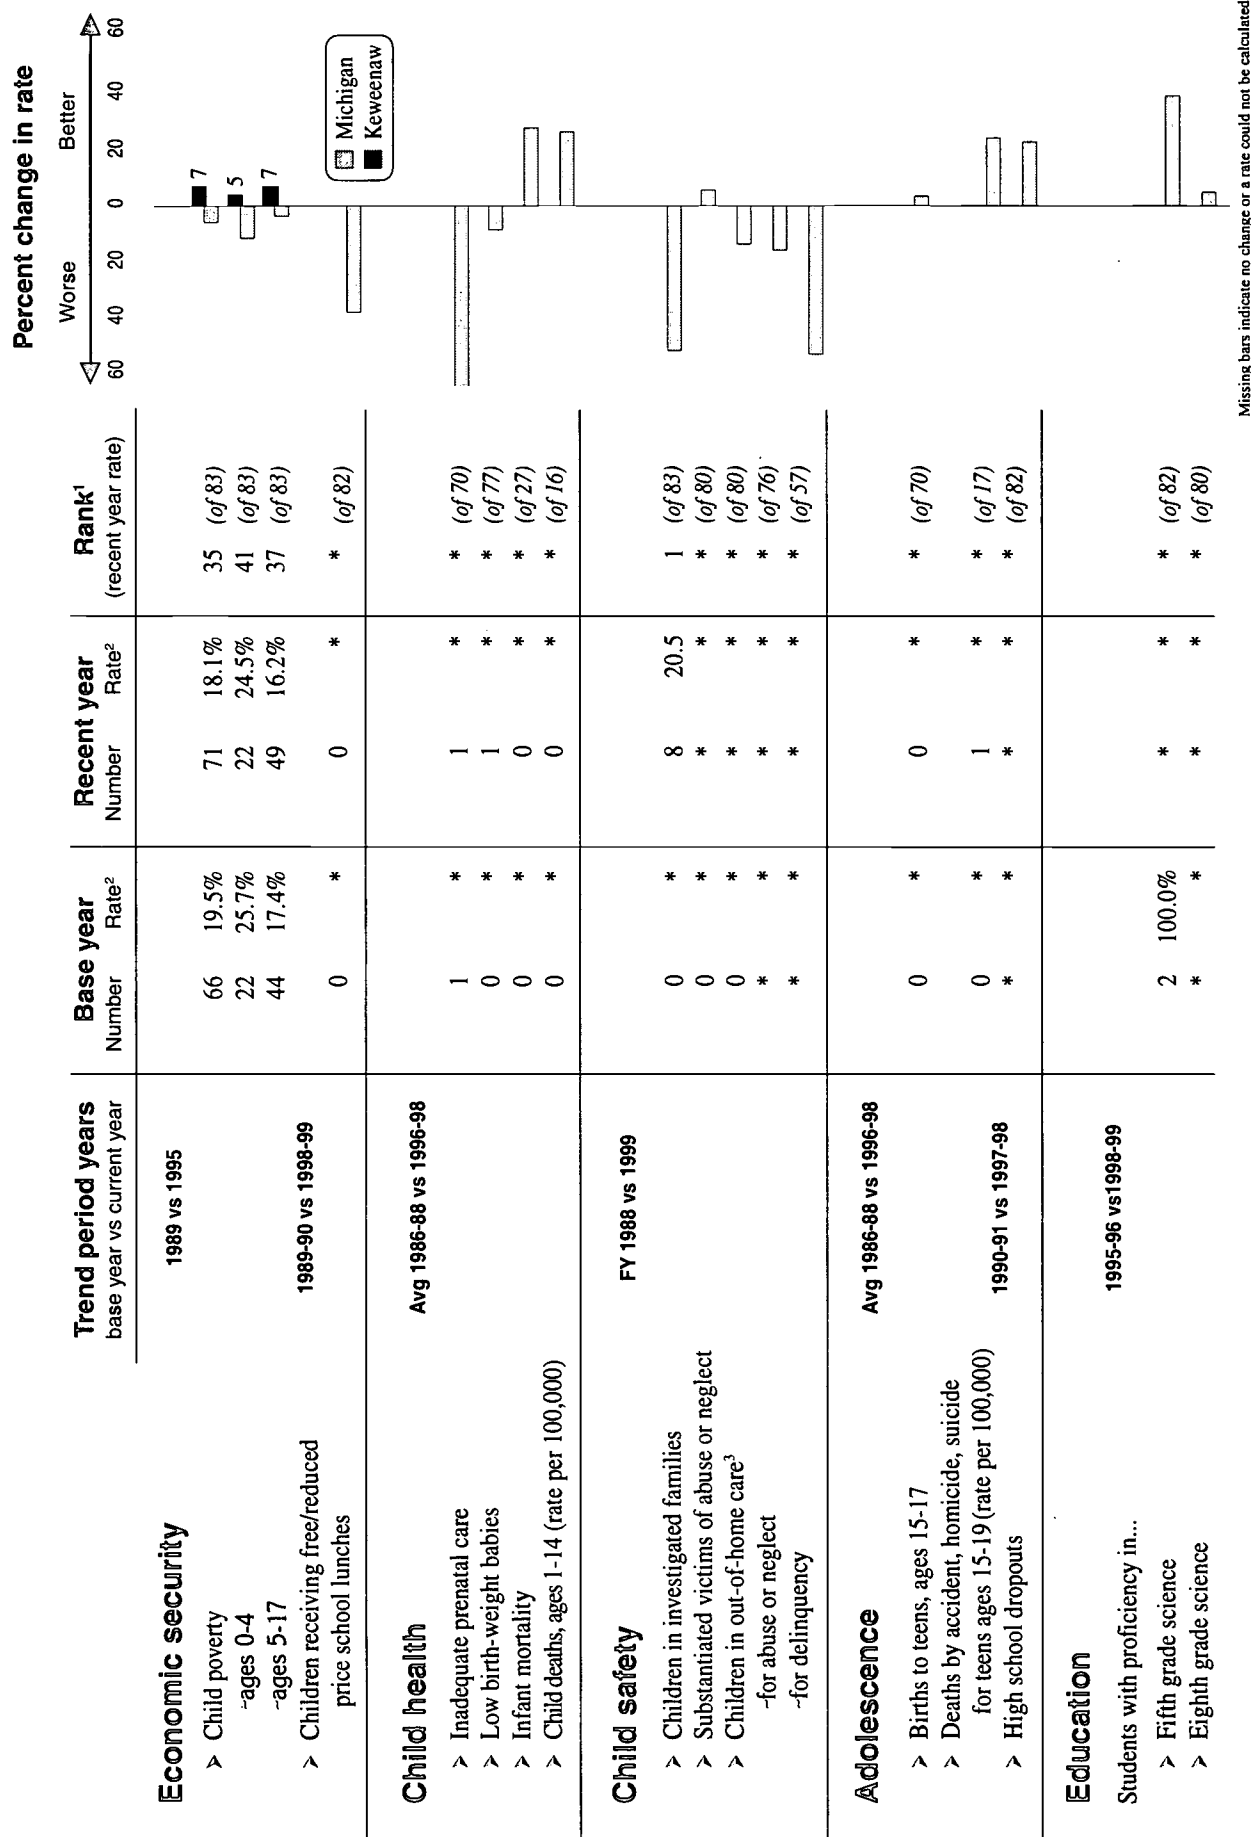 Trend period years Base year Recent year Rank¹ Percent change in rate
base year vs current year Number Rate² Number Rate² (recent year rate) Worse Better
60 40 20 0 20 40 60
Economic security
1989 vs 1995
➢ Child poverty 66 19.5% 71 18.1% 35 (of 83) 7
~ages 0-4 22 25.7% 22 24.5% 41 (of 83) 5
~ages 5-17 44 17.4% 49 16.2% 37 (of 83) 7
➢ Children receiving free/reduced 1989-90 vs 1998-99
price school lunches 0 * 0 * * (of 82)
Michigan
Keweenaw
Child health
Avg 1986-88 vs 1996-98
➢ Inadequate prenatal care 1 * 1 * * (of 70)
➢ Low birth-weight babies 0 * 1 * * (of 77)
➢ Infant mortality 0 * 0 * * (of 27)
➢ Child deaths, ages 1-14 (rate per 100,000) 0 * 0 * * (of 16)
Child safety
FY 1988 vs 1999
➢ Children in investigated families 0 * 8 20.5 1 (of 83)
➢ Substantiated victims of abuse or neglect 0 * * * * (of 80)
➢ Children in out-of-home care³ 0 * * * * (of 80)
~for abuse or neglect * * * * * (of 76)
~for delinquency * * * * * (of 57)
Adolescence
Avg 1986-88 vs 1996-98
➢ Births to teens, ages 15-17 0 * 0 * * (of 70)
➢ Deaths by accident, homicide, suicide
for teens ages 15-19 (rate per 100,000) 0 * 1 * * (of 17)
➢ High school dropouts 1990-91 vs 1997-98 * * * * * (of 82)
Education
1995-96 vs1998-99
Students with proficiency in...
➢ Fifth grade science 2 100.0% * * * (of 82)
➢ Eighth grade science * * * * * (of 80)
Missing bars indicate no change or a rate could not be calculated